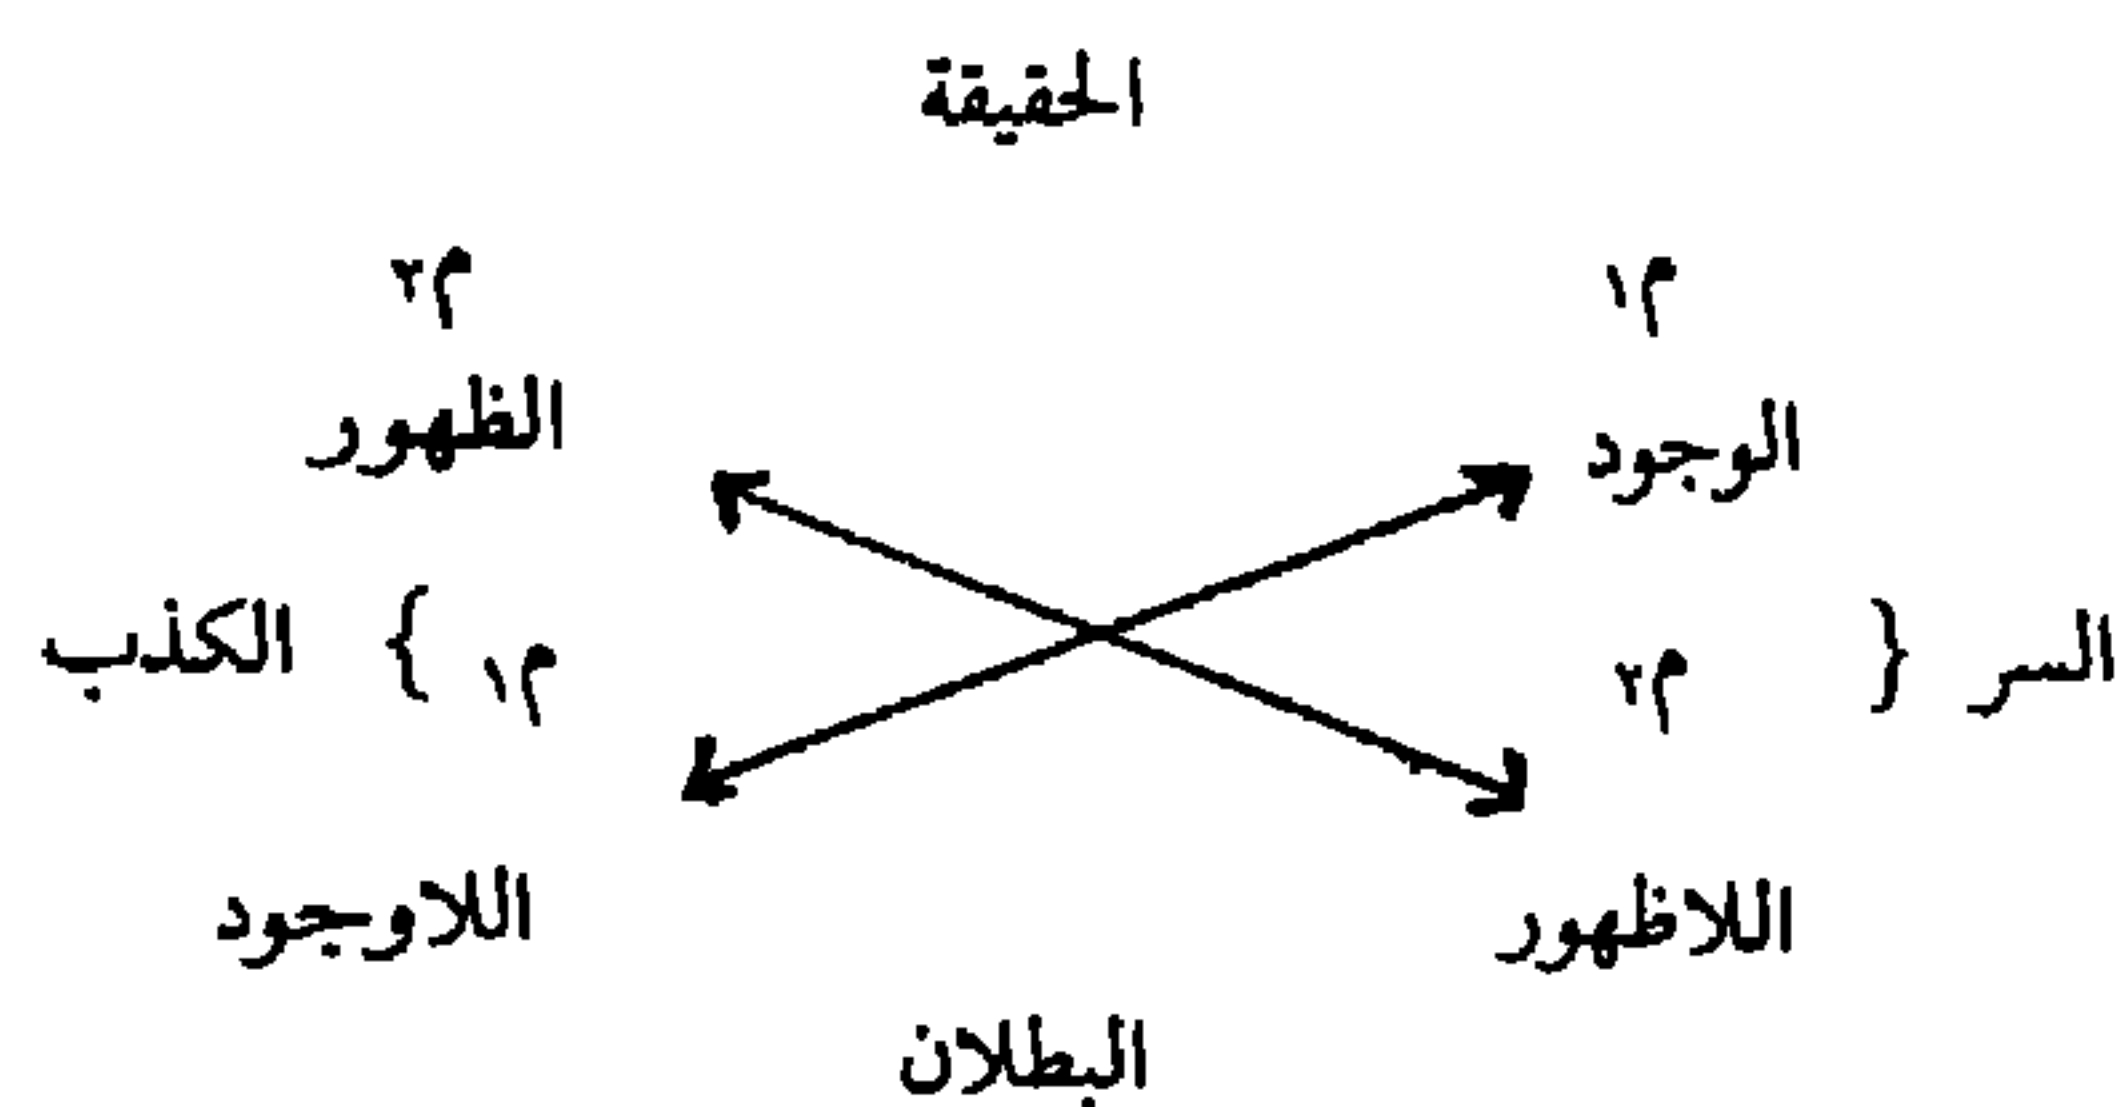 الحقيقة
م١ م٢
الوجود الظهور
السر { م٢ م١ } الكذب
اللاظهور اللاوجود
البطلان